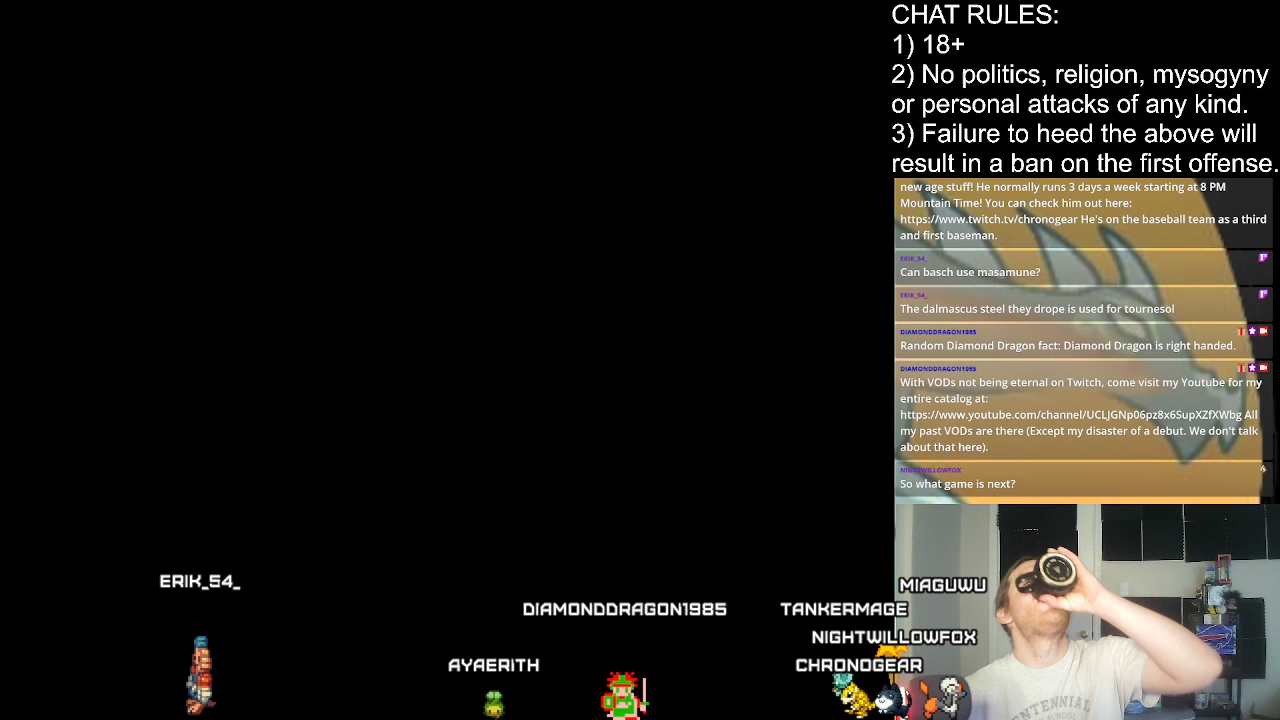 CHAT RULES:
1) 18+
2) No politics, religion, mysogyny
or personal attacks of any kind.
3) Failure to heed the above will
result in a ban on the first offense.
new age stuff! He normally runs 3 days a week starting at 8 PM
Mountain Time! You can check him out here:
https://www.twitch.tv/chronogear He's on the baseball team as a third
and first baseman.
ERIK_54_
Can basch use masamune?
ERIK_54_
The dalmascus steel they drope is used for tournesol
DIAMONDDRAGON1985
Random Diamond Dragon fact: Diamond Dragon is right handed.
DIAMONDDRAGON1985
With VODs not being eternal on Twitch, come visit my Youtube for my
entire catalog at:
https://www.youtube.com/channel/UCLJGNp06pz8x6SupXZfXWbg All
my past VODs are there (Except my disaster of a debut. We don't talk
about that here).
NIGHTWILLOWFOX
So what game is next?
ERIK_54_
MIAGUWU
DIAMONDDRAGON1985
TANKERMAGE
NIGHTWILLOWFOX
AYAERITH
CHRONOGEAR
CENTENNIAL